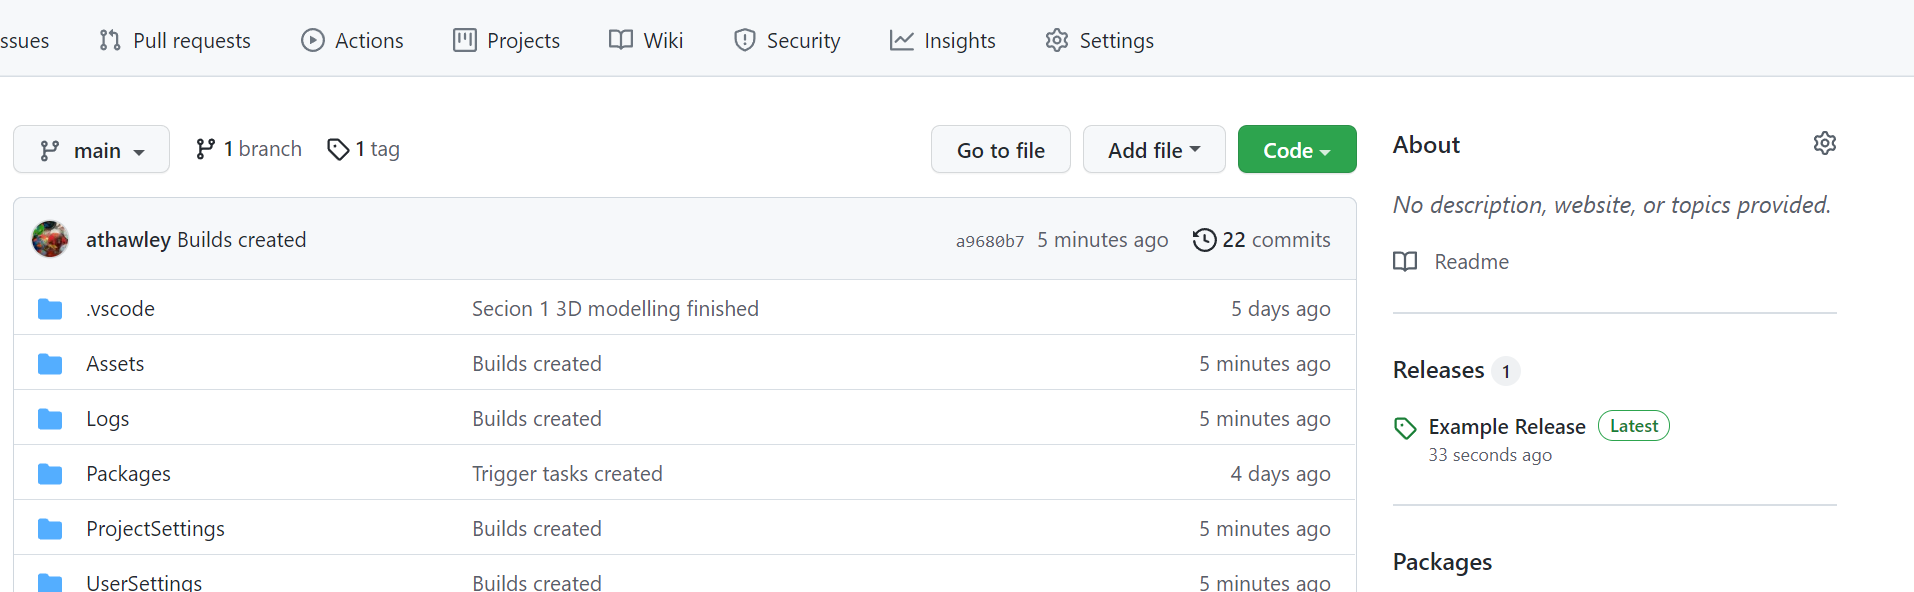 ssues Pull requests Actions Projects Wiki Security Insights Settings
main 1 branch 1 tag Go to file Add file Code
athawley Builds created a9680b7 5 minutes ago 22 commits
.vscode Secion 1 3D modelling finished 5 days ago
Assets Builds created 5 minutes ago
Logs Builds created 5 minutes ago
Packages Trigger tasks created 4 days ago
ProjectSettings Builds created 5 minutes ago
UserSettings Builds created 5 minutes ago
About
No description, website, or topics provided.
Readme
Releases 1
Example Release Latest
33 seconds ago
Packages